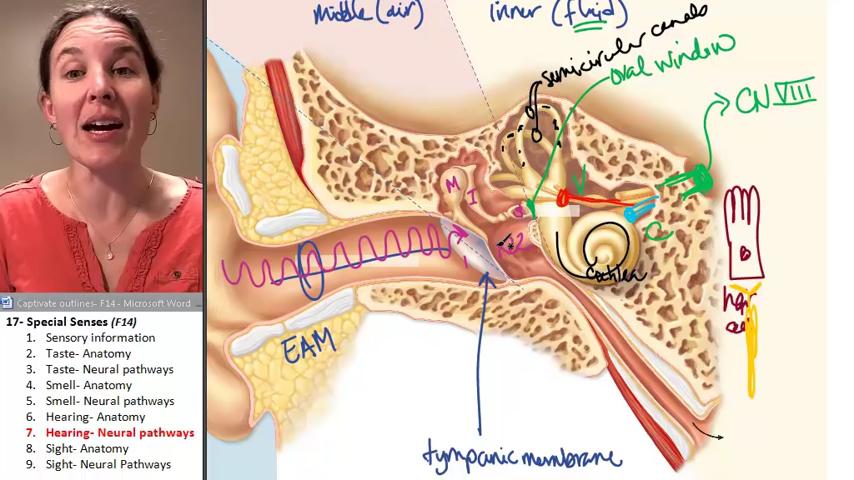 middle (air)
inner (fluid)
semicircular canals
oval window
CN VIII
V
M
I
S
1
C
cochlea
hair
cell
EAM
tympanic membrane
Captivate outlines- F14 - Microsoft Word
17- Special Senses (F14)
1. Sensory information
2. Taste- Anatomy
3. Taste- Neural pathways
4. Smell- Anatomy
5. Smell- Neural pathways
6. Hearing- Anatomy
7. Hearing- Neural pathways
8. Sight- Anatomy
9. Sight- Neural Pathways